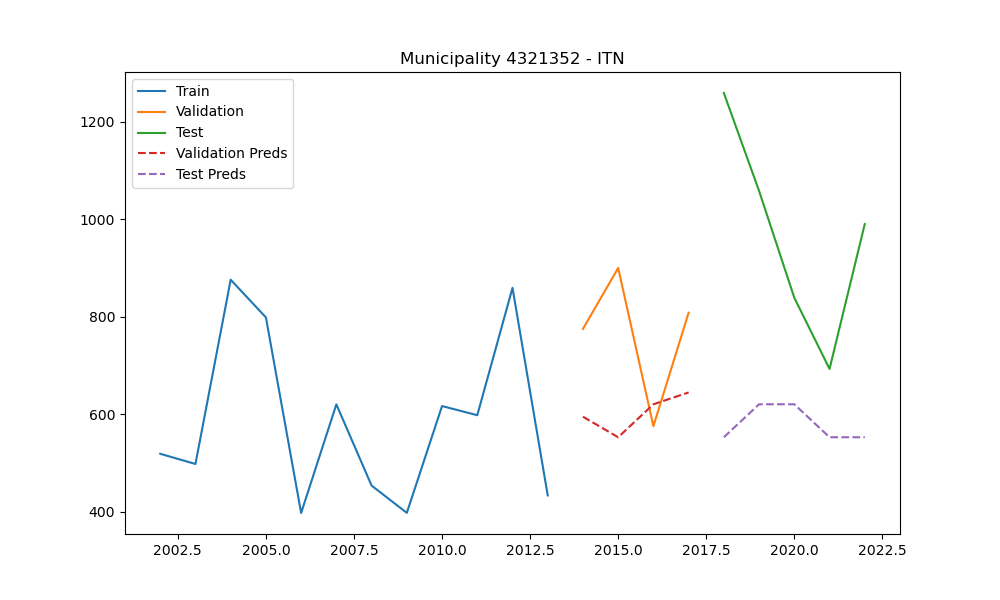 Municipality 4321352 - ITN
Train
Validation
Test
Validation Preds
Test Preds
1200
1000
800
600
400
2002.5 2005.0 2007.5 2010.0 2012.5 2015.0 2017.5 2020.0 2022.5